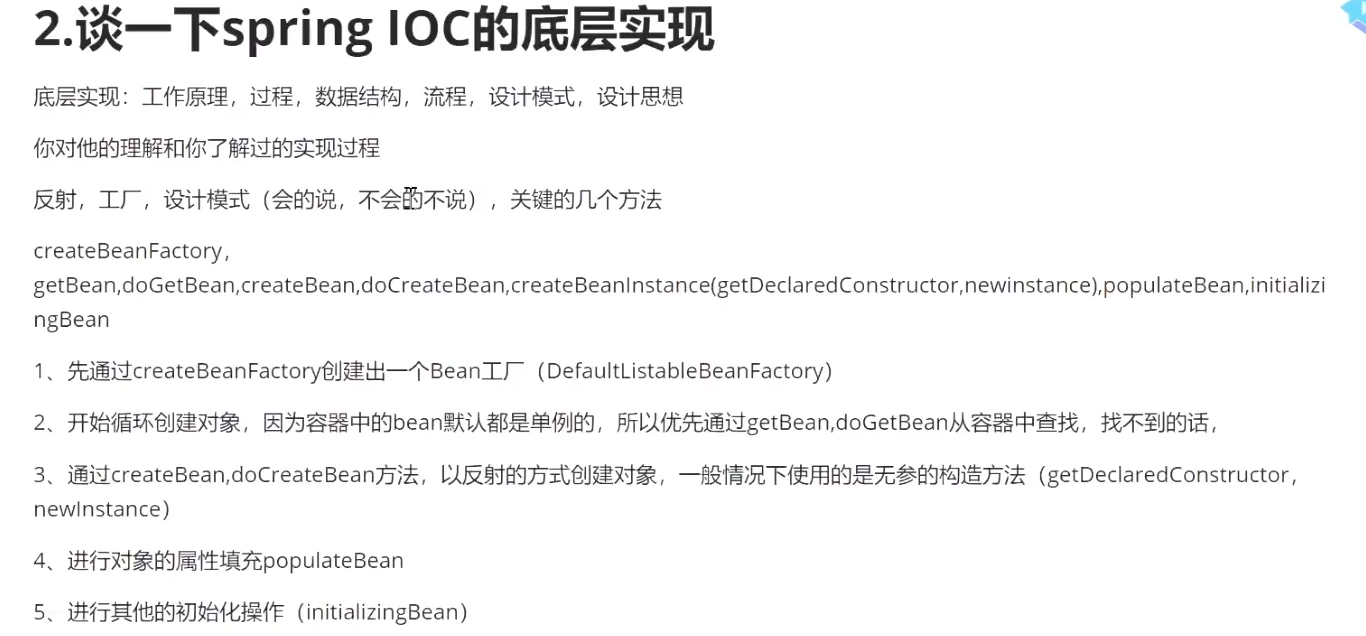 2.谈一下spring IOC的底层实现
底层实现：工作原理，过程，数据结构，流程，设计模式，设计思想
你对他的理解和你了解过的实现过程
反射，工厂，设计模式（会的说，不会的不说），关键的几个方法
createBeanFactory，
getBean,doGetBean,createBean,doCreateBean,createBeanInstance(getDeclaredConstructor,newinstance),populateBean,initializi
ngBean
1、先通过createBeanFactory创建出一个Bean工厂（DefaultListableBeanFactory）
2、开始循环创建对象，因为容器中的bean默认都是单例的，所以优先通过getBean,doGetBean从容器中查找，找不到的话，
3、通过createBean,doCreateBean方法，以反射的方式创建对象，一般情况下使用的是无参的构造方法（getDeclaredConstructor，
newInstance）
4、进行对象的属性填充populateBean
5、进行其他的初始化操作（initializingBean）